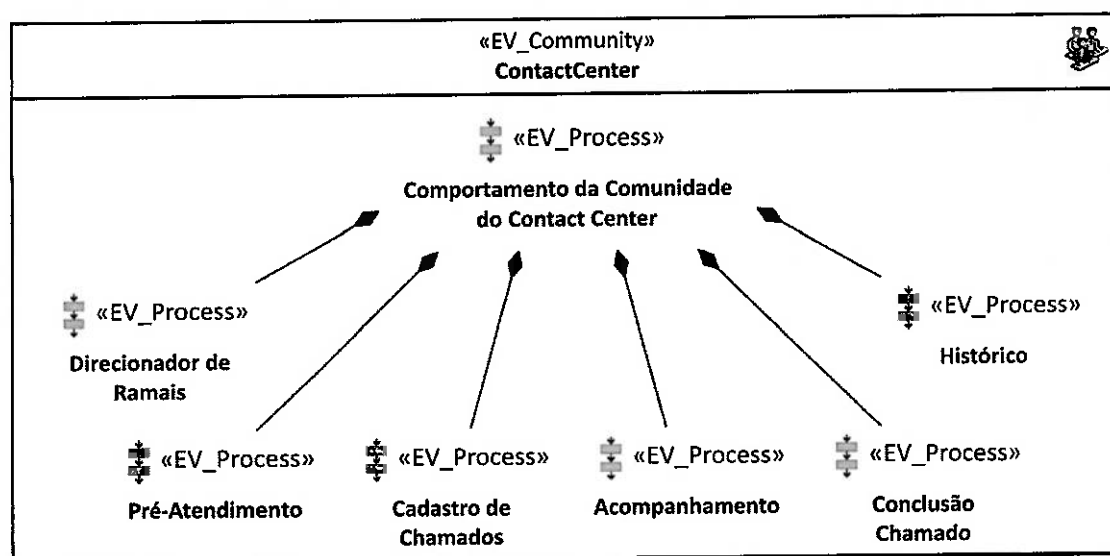 «EV_Community»
ContactCenter
«EV_Process»
Comportamento da Comunidade
do Contact Center
«EV_Process»
Direcionador de
Ramais
«EV_Process»
Histórico
«EV_Process»
Pré-Atendimento
«EV_Process»
Cadastro de
Chamados
«EV_Process»
Acompanhamento
«EV_Process»
Conclusão
Chamado